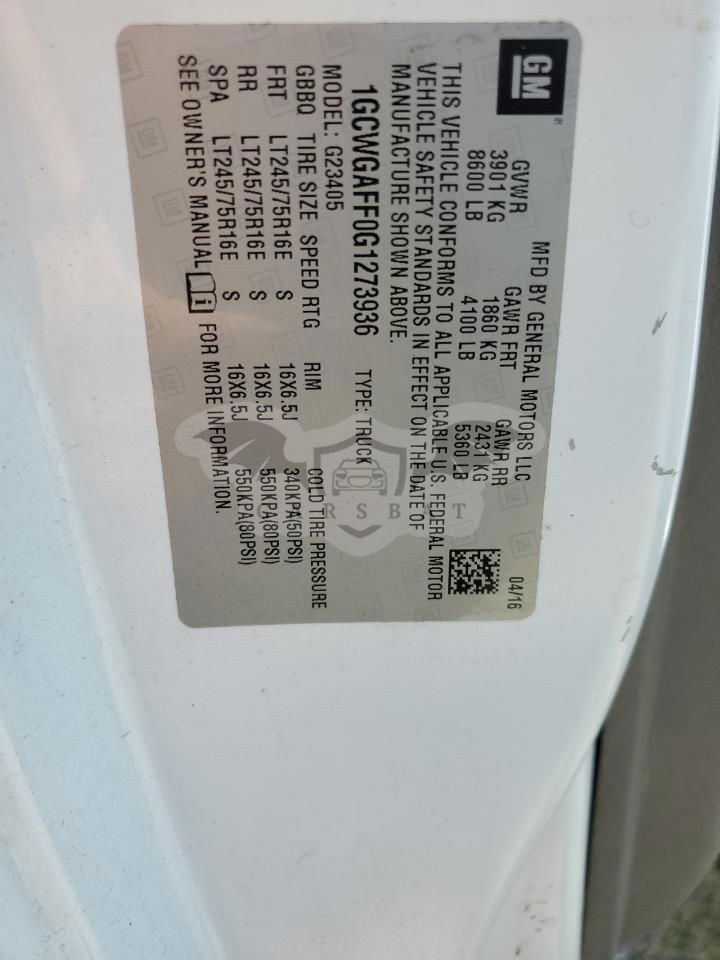 GM
MFD BY GENERAL MOTORS LLC 04/16
GVWR GAWR FRT GAWR RR
3901 KG 1860 KG 2431 KG
8600 LB 4100 LB 5360 LB
THIS VEHICLE CONFORMS TO ALL APPLICABLE U.S. FEDERAL MOTOR
VEHICLE SAFETY STANDARDS IN EFFECT ON THE DATE OF
MANUFACTURE SHOWN ABOVE.
1GCWGAFF0G1273936 TYPE: TRUCK
MODEL: G23405
GBBQ TIRE SIZE SPEED RTG RIM COLD TIRE PRESSURE
FRT LT245/75R16E S 16X6.5J 340KPA(50PSI)
RR LT245/75R16E S 16X6.5J 550KPA(80PSI)
SPA LT245/75R16E S 16X6.5J 550KPA(80PSI)
SEE OWNER'S MANUAL i FOR MORE INFORMATION.